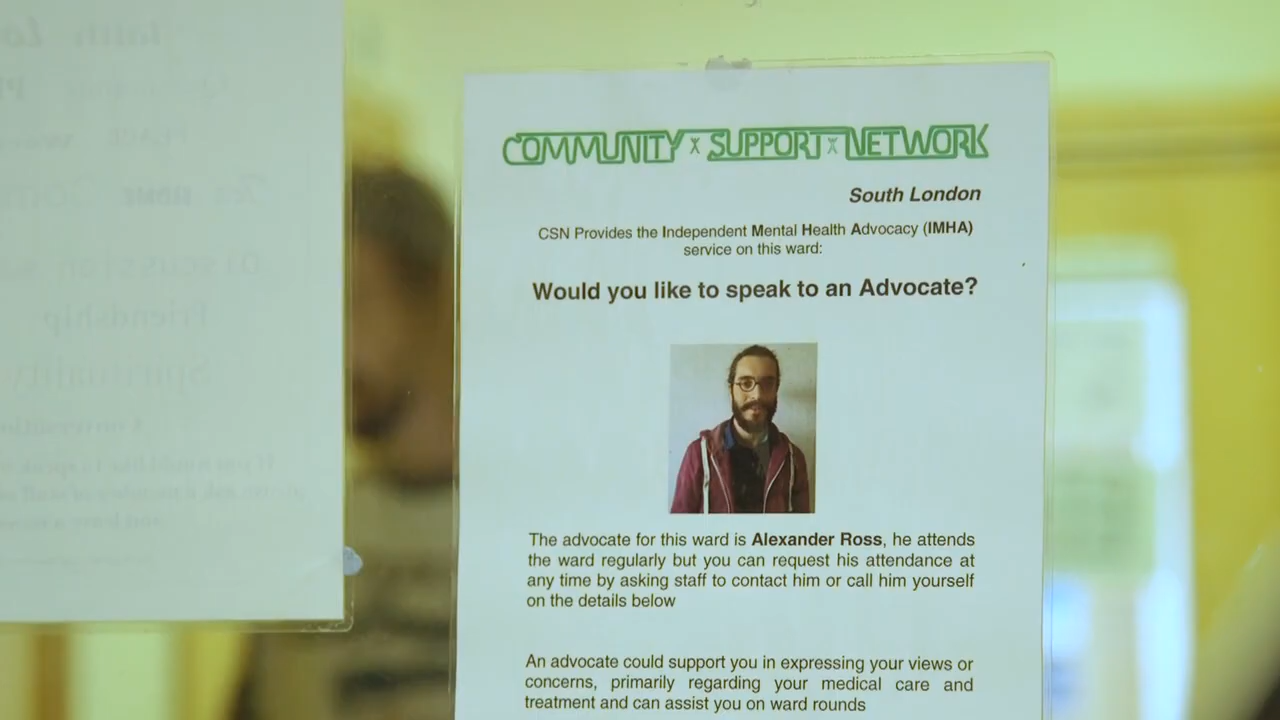 COMMUNITY x SUPPORT x NETWORK
South London
CSN Provides the Independent Mental Health Advocacy (IMHA)
service on this ward:
Would you like to speak to an Advocate?
The advocate for this ward is Alexander Ross, he attends
the ward regularly but you can request his attendance at
any time by asking staff to contact him or call him yourself
on the details below
An advocate could support you in expressing your views or
concerns, primarily regarding your medical care and
treatment and can assist you on ward rounds
Friendship
Spirituality